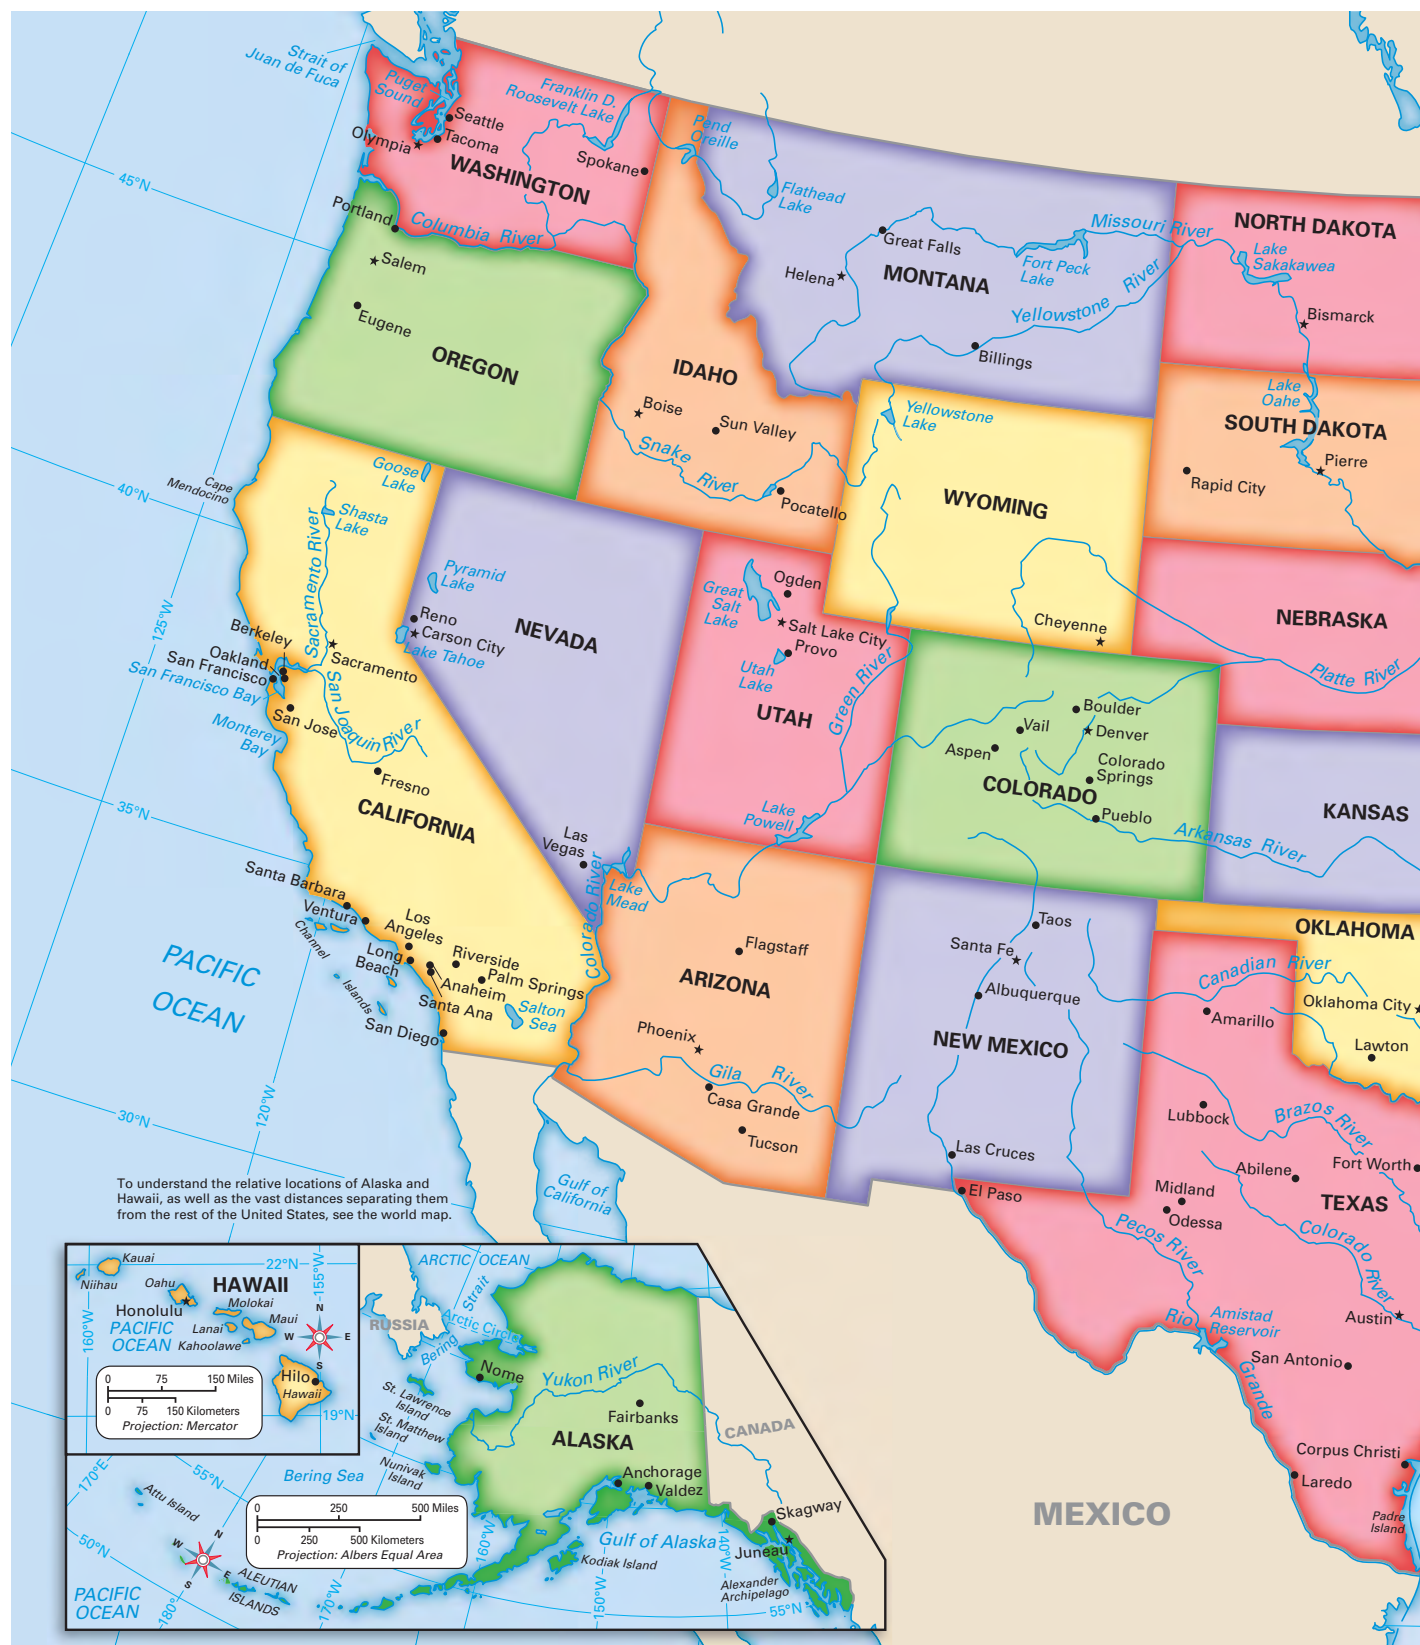 Strait of
Juan de Fuca
Puget
Sound
Seattle
Olympia
Tacoma
WASHINGTON
Franklin D.
Roosevelt Lake
Spokane
Pend
Oreille
Flathead
Lake
45°N
Portland
Columbia River
Salem
Eugene
OREGON
Great Falls
Helena
MONTANA
Fort Peck
Lake
Missouri River
Yellowstone River
Billings
NORTH DAKOTA
Lake
Sakakawea
Bismarck
IDAHO
Boise
Sun Valley
Snake River
Pocatello
Yellowstone
Lake
WYOMING
Cheyenne
Lake
Oahe
SOUTH DAKOTA
Pierre
Rapid City
NEBRASKA
Platte River
Cape
Mendocino
40°N
Goose
Lake
Shasta
Lake
Sacramento River
Pyramid
Lake
Reno
Carson City
Lake Tahoe
NEVADA
Great
Salt
Lake
Ogden
Salt Lake City
Provo
Utah
Lake
UTAH
Green River
125°W
Berkeley
Oakland
San Francisco
San Francisco Bay
Sacramento
San Jose
San Joaquin River
Monterey
Bay
Fresno
CALIFORNIA
Boulder
Vail
Denver
Aspen
Colorado
Springs
COLORADO
Pueblo
Arkansas River
KANSAS
35°N
Lake
Powell
Las
Vegas
Lake
Mead
Colorado River
Santa Barbara
Ventura
Channel
Islands
Los
Angeles
Long
Beach
Riverside
Palm Springs
Anaheim
Santa Ana
Salton
Sea
San Diego
PACIFIC
OCEAN
Flagstaff
ARIZONA
Phoenix
Gila River
Casa Grande
Tucson
Taos
Santa Fe
Albuquerque
NEW MEXICO
Las Cruces
OKLAHOMA
Canadian River
Oklahoma City
Amarillo
Lawton
Lubbock
Brazos River
Abilene
Fort Worth
Midland
Odessa
TEXAS
El Paso
Pecos River
Colorado River
Austin
Rio Grande
Amistad
Reservoir
San Antonio
Corpus Christi
Laredo
Padre
Island
MEXICO
Gulf of
California
120°W
30°N
To understand the relative locations of Alaska and
Hawaii, as well as the vast distances separating them
from the rest of the United States, see the world map.
Kauai
Niihau
Oahu
HAWAII
22°N
155°W
160°W
Honolulu
Molokai
Maui
Lanai
Kahoolawe
PACIFIC
OCEAN
N
W
E
S
Hilo
Hawaii
19°N
0 75 150 Miles
0 75 150 Kilometers
Projection: Mercator
ARCTIC OCEAN
RUSSIA
Bering Strait
Arctic Circle
Nome
Yukon River
Fairbanks
ALASKA
CANADA
St. Lawrence
Island
St. Matthew
Island
Nunivak
Island
Bering Sea
Anchorage
Valdez
Skagway
Juneau
Gulf of Alaska
Kodiak Island
Alexander
Archipelago
170°E
55°N
Attu Island
50°N
N
W
E
S
ALEUTIAN
ISLANDS
PACIFIC
OCEAN
180°
170°W
160°W
150°W
140°W
55°N
0 250 500 Miles
0 250 500 Kilometers
Projection: Albers Equal Area